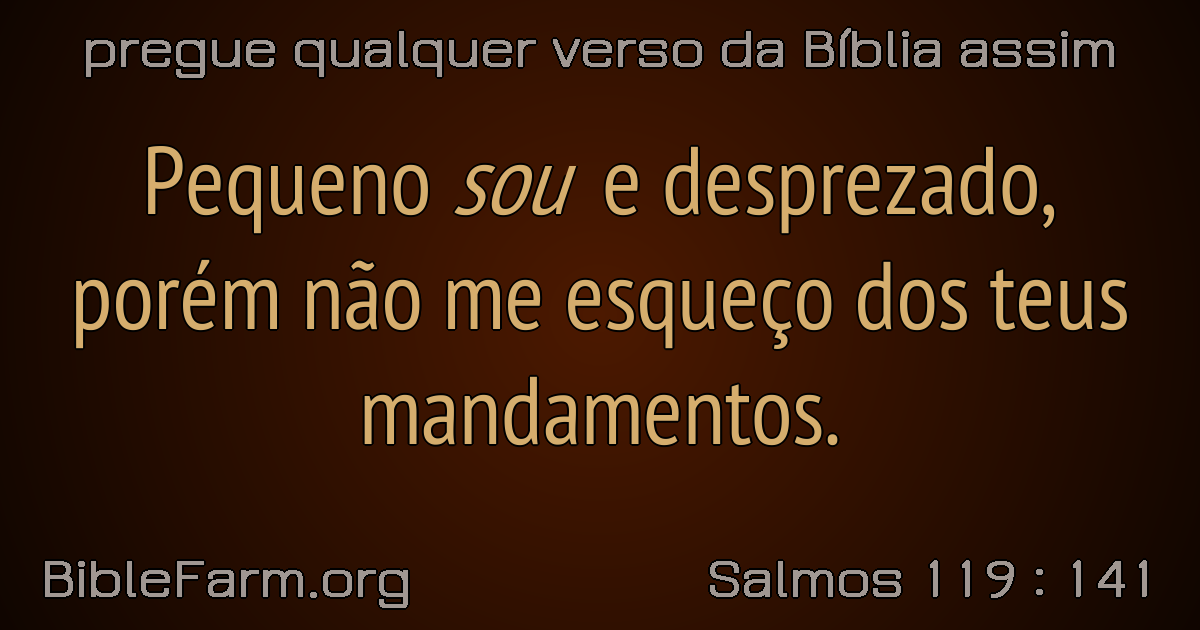 pregue qualquer verso da Bíblia assim
Pequeno sou e desprezado,
porém não me esqueço dos teus
mandamentos.
BibleFarm.org
Salmos 119 : 141